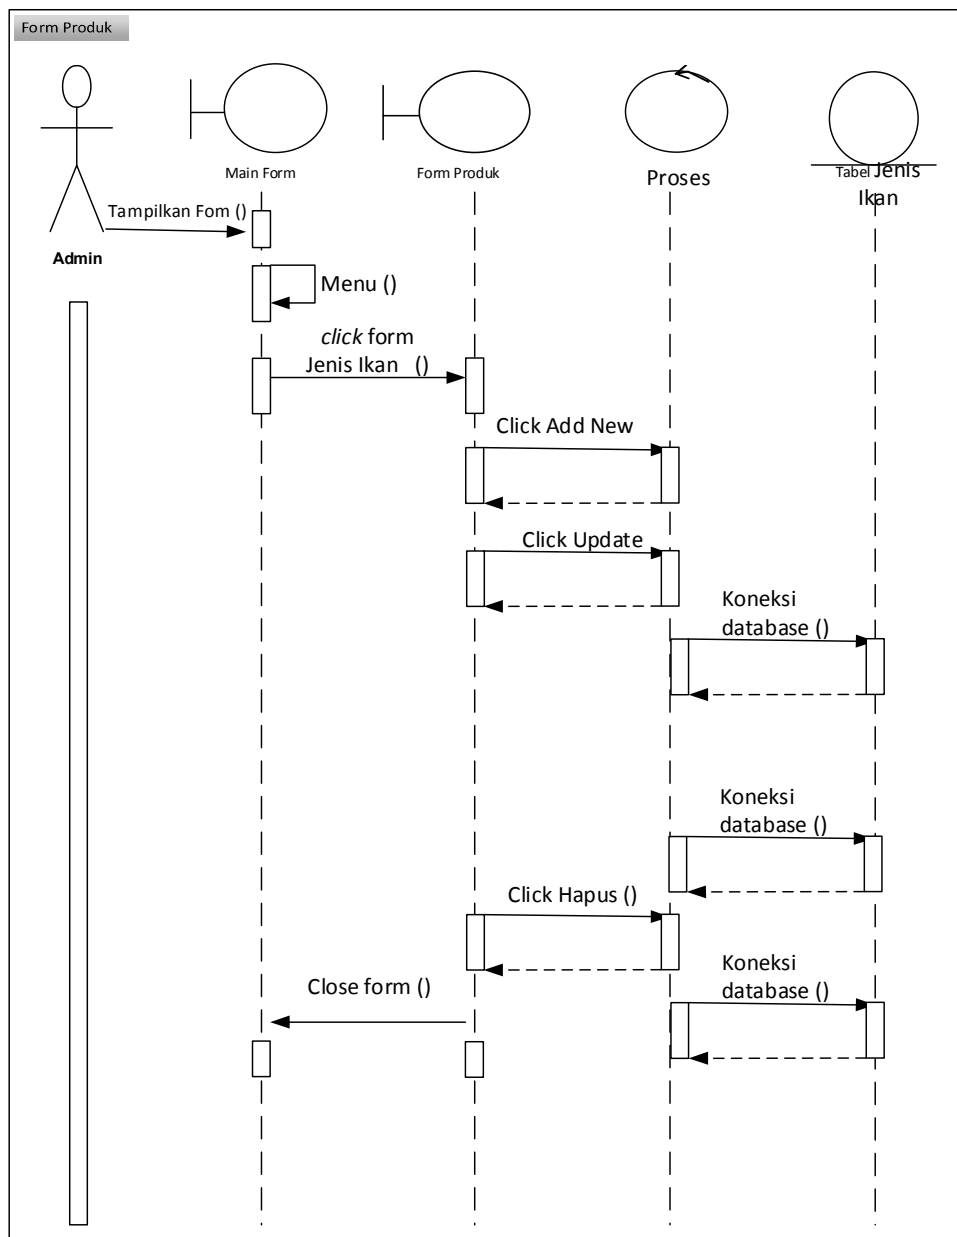 Form Produk
Main Form
Form Produk
Proses
Tabel Jenis
Ikan
Tampilkan Fom ()
Admin
Menu ()
click form
Jenis Ikan ()
Click Add New
Click Update
Koneksi
database ()
Koneksi
database ()
Click Hapus ()
Koneksi
database ()
Close form ()